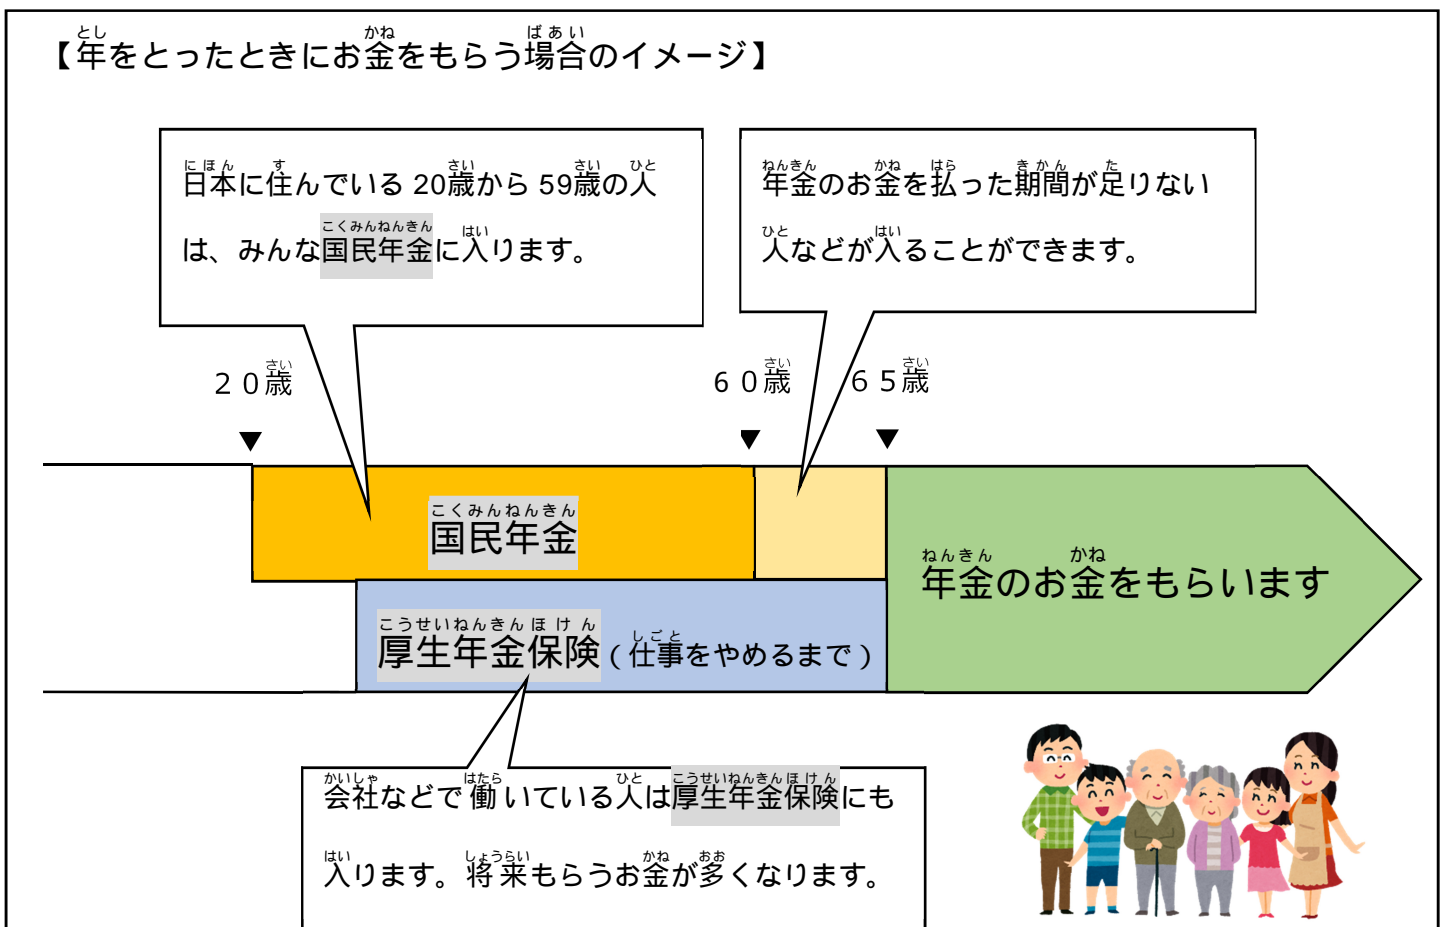 【年をとったときにお金をもらう場合のイメージ】
日本に住んでいる 20歳から 59歳の人
は、みんな国民年金に入ります。
年金のお金を払った期間が足りない
人などが入ることができます。
２０歳
６０歳
６５歳
国民年金
年金のお金をもらいます
厚生年金保険（仕事をやめるまで）
会社などで働いている人は厚生年金保険にも
入ります。将来もらうお金が多くなります。